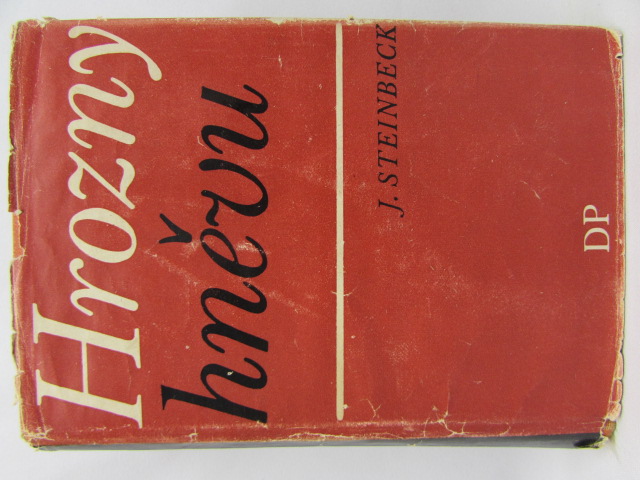 Hrozny
hněvu
J. STEINBECK
DP